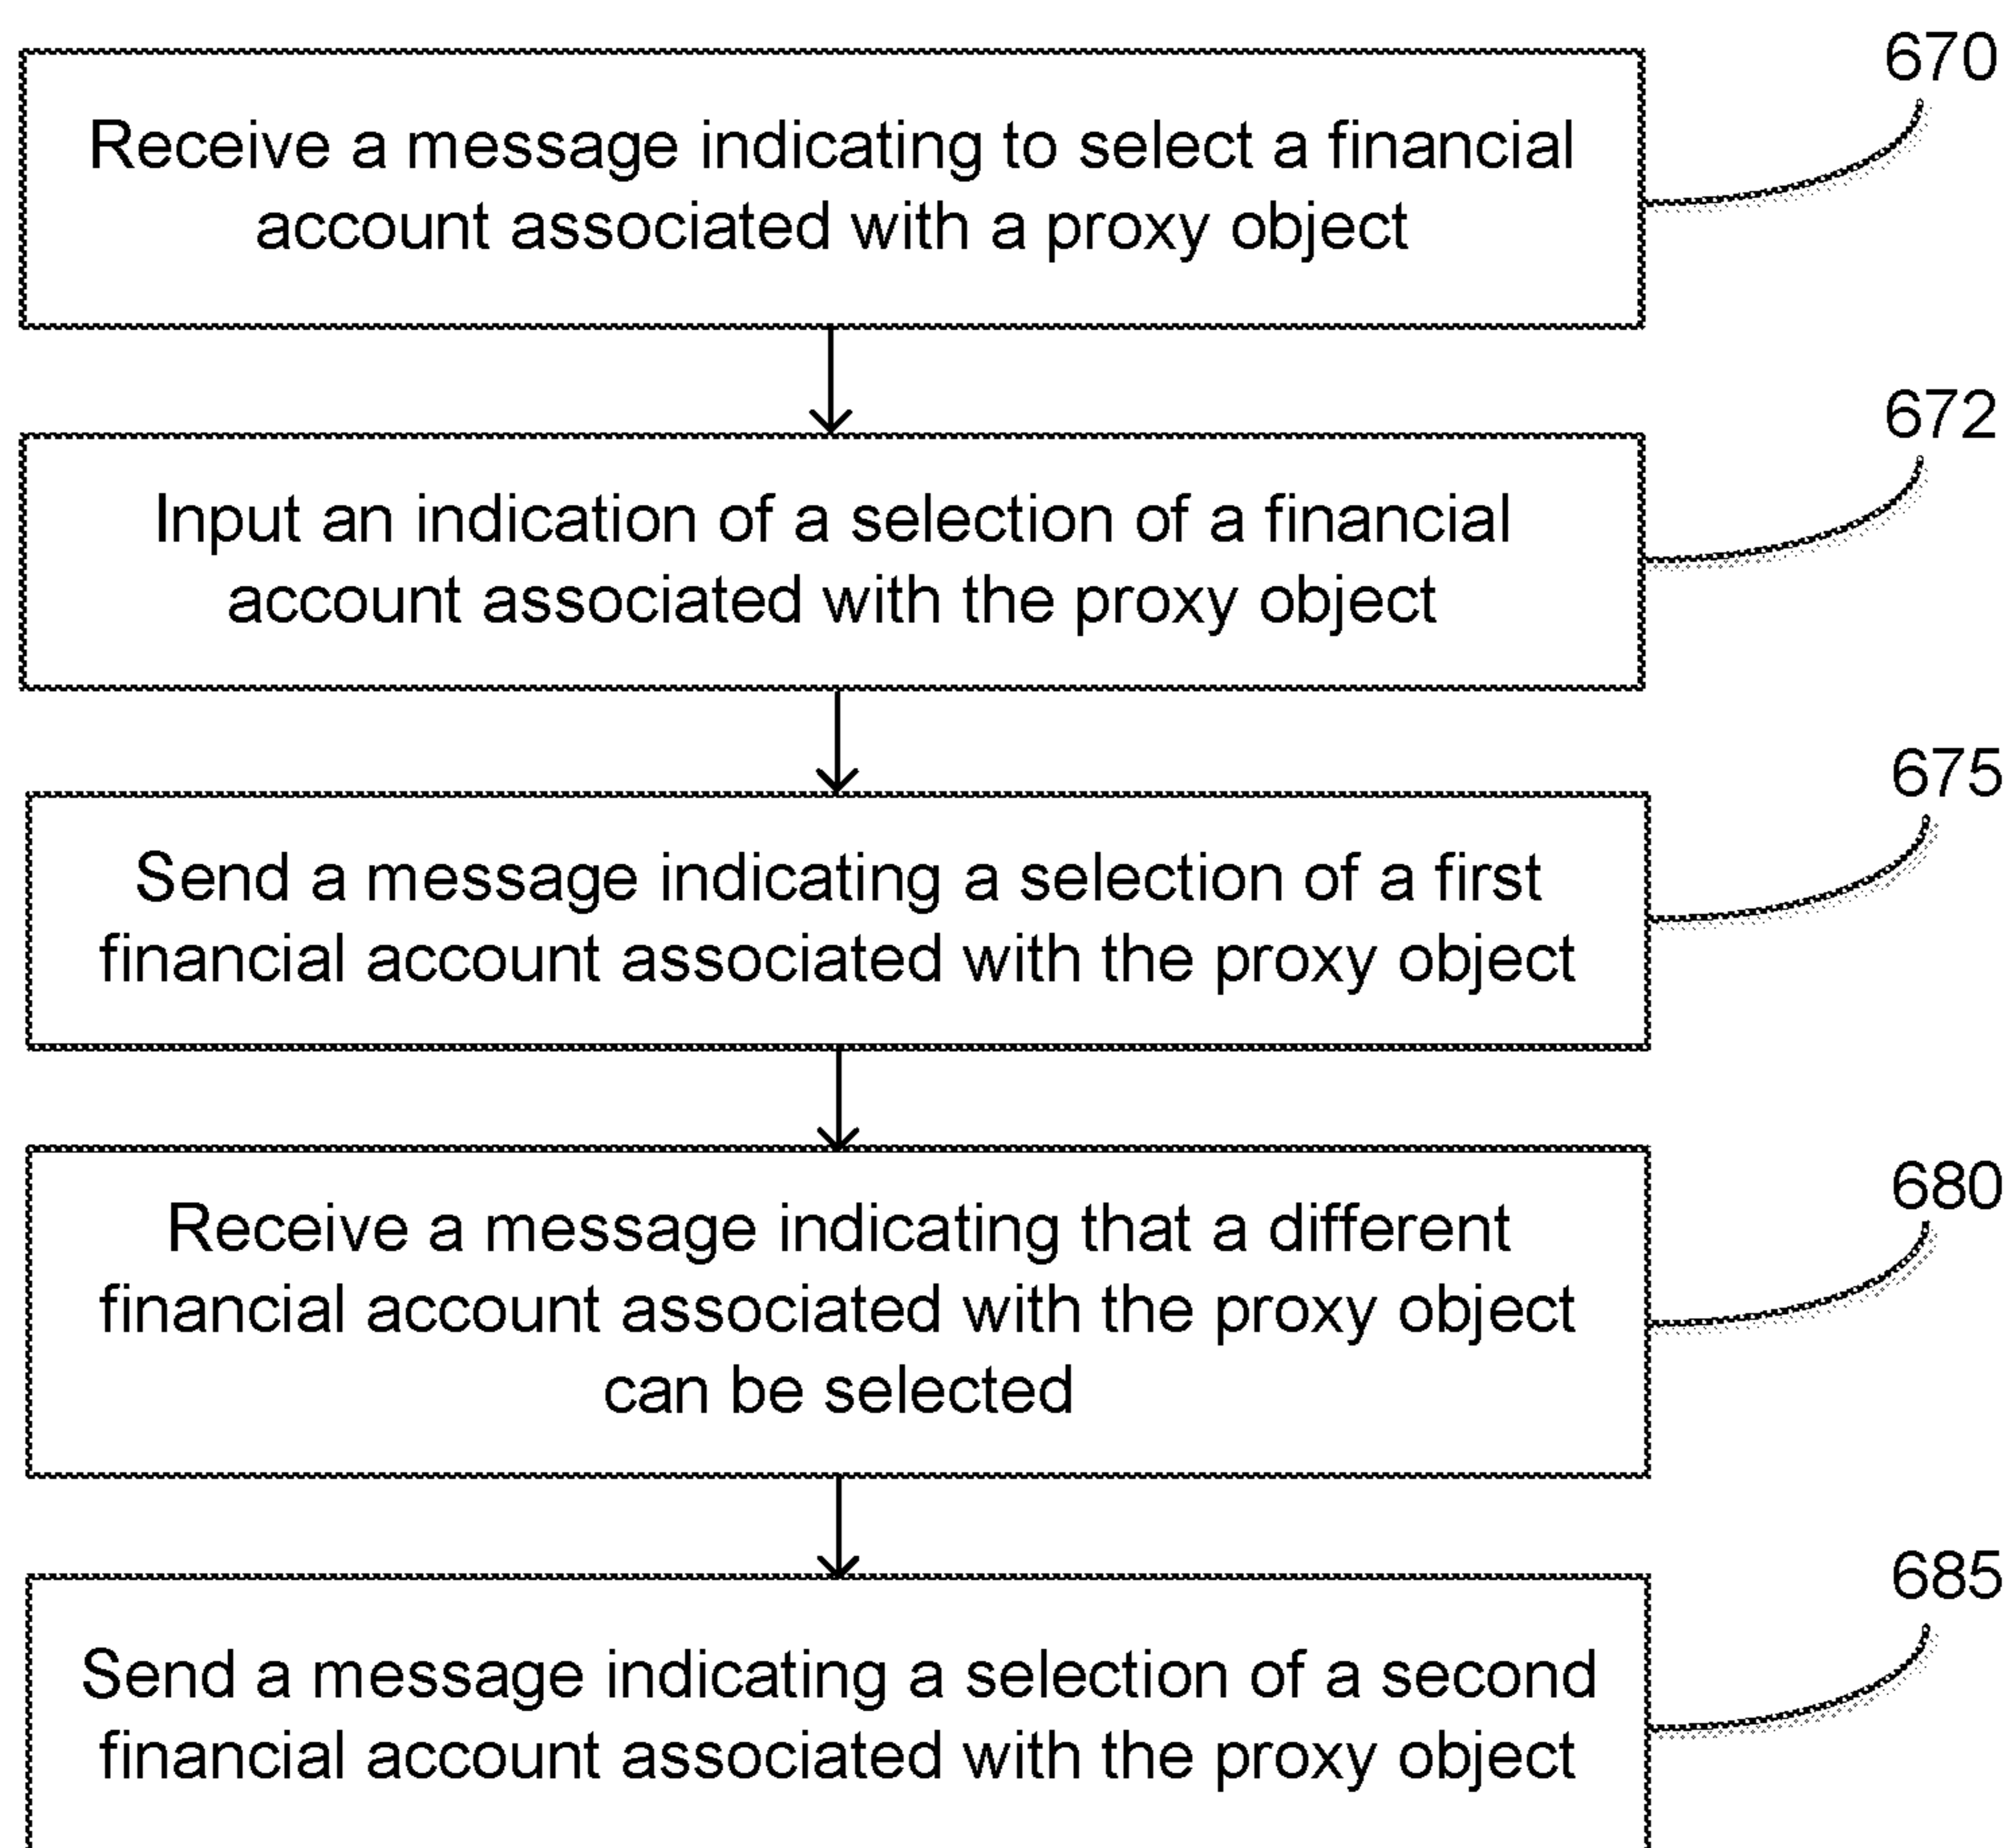 670
Receive a message indicating to select a financial
account associated with a proxy object
672
Input an indication of a selection of a financial
account associated with the proxy object
675
Send a message indicating a selection of a first
financial account associated with the proxy object
680
Receive a message indicating that a different
financial account associated with the proxy object
can be selected
685
Send a message indicating a selection of a second
financial account associated with the proxy object